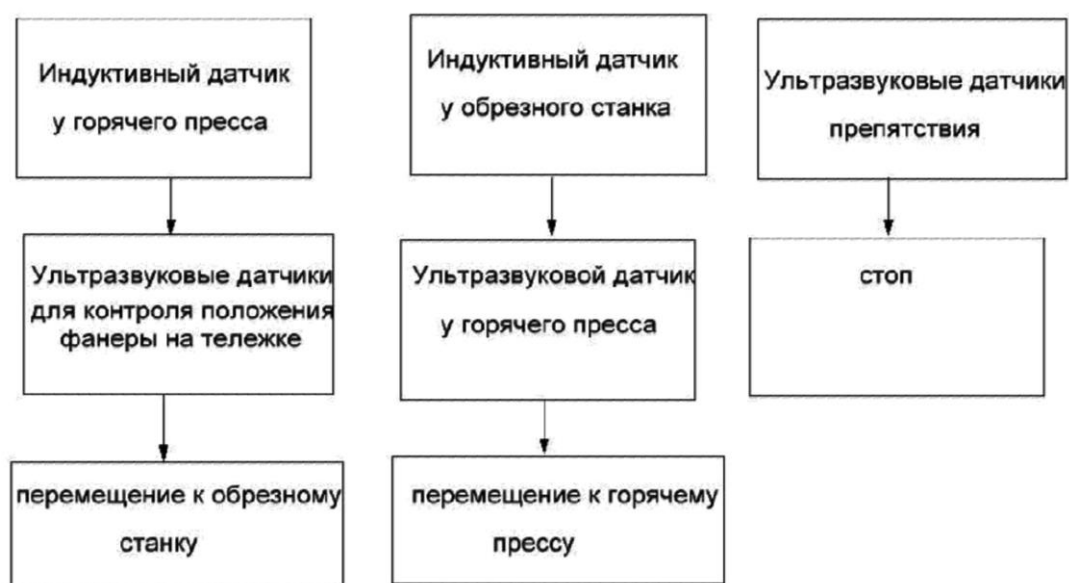 Индуктивный датчик
у горячего пресса
Ультразвуковые датчики
для контроля положения
фанеры на тележке
перемещение к обрезному
станку
Индуктивный датчик
у обрезного станка
Ультразвуковой датчик
у горячего пресса
перемещение к горячему
прессу
Ультразвуковые датчики
препятствия
стоп